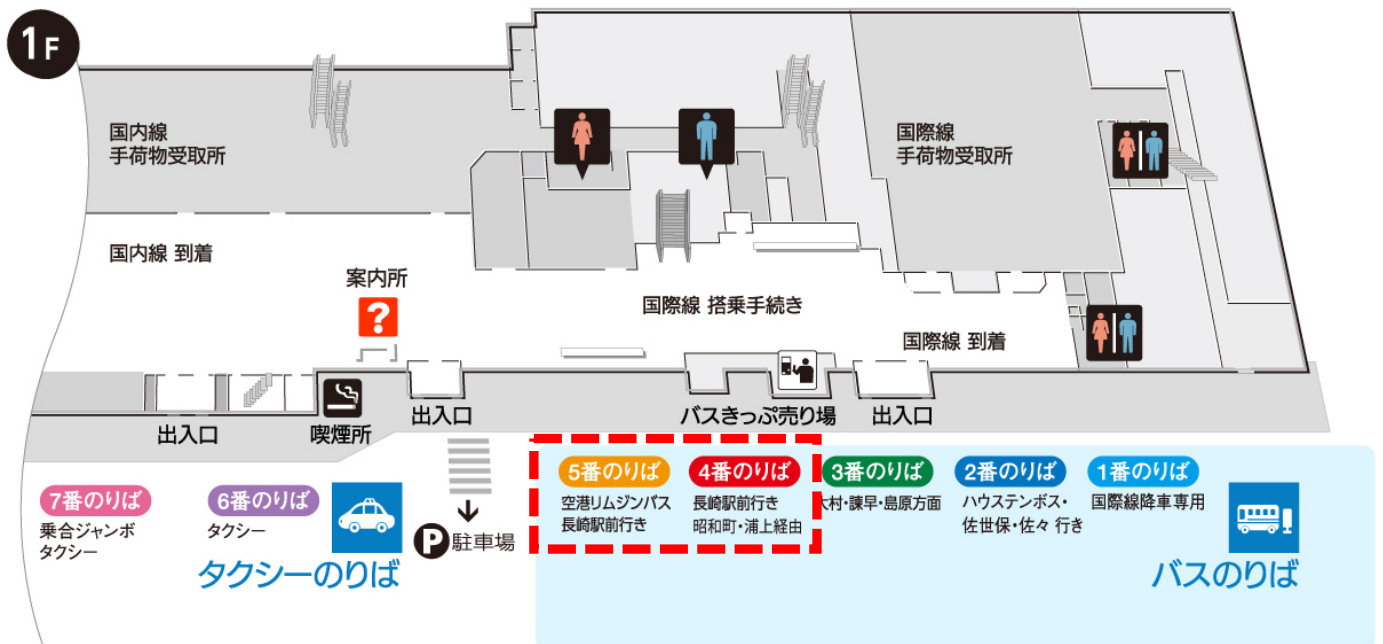 1F
国内線
手荷物受取所
国際線
手荷物受取所
国内線 到着
案内所
?
国際線 搭乗手続き
国際線 到着
出入口
喫煙所
出入口
バスきっぷ売り場
出入口
7番のりば
乗合ジャンボ
タクシー
6番のりば
タクシー
タクシーのりば
P 駐車場
5番のりば
空港リムジンバス
長崎駅前行き
4番のりば
長崎駅前行き
昭和町・浦上経由
3番のりば
大村・諫早・島原方面
2番のりば
ハウステンボス・
佐世保・佐々 行き
1番のりば
国際線降車専用
バスのりば